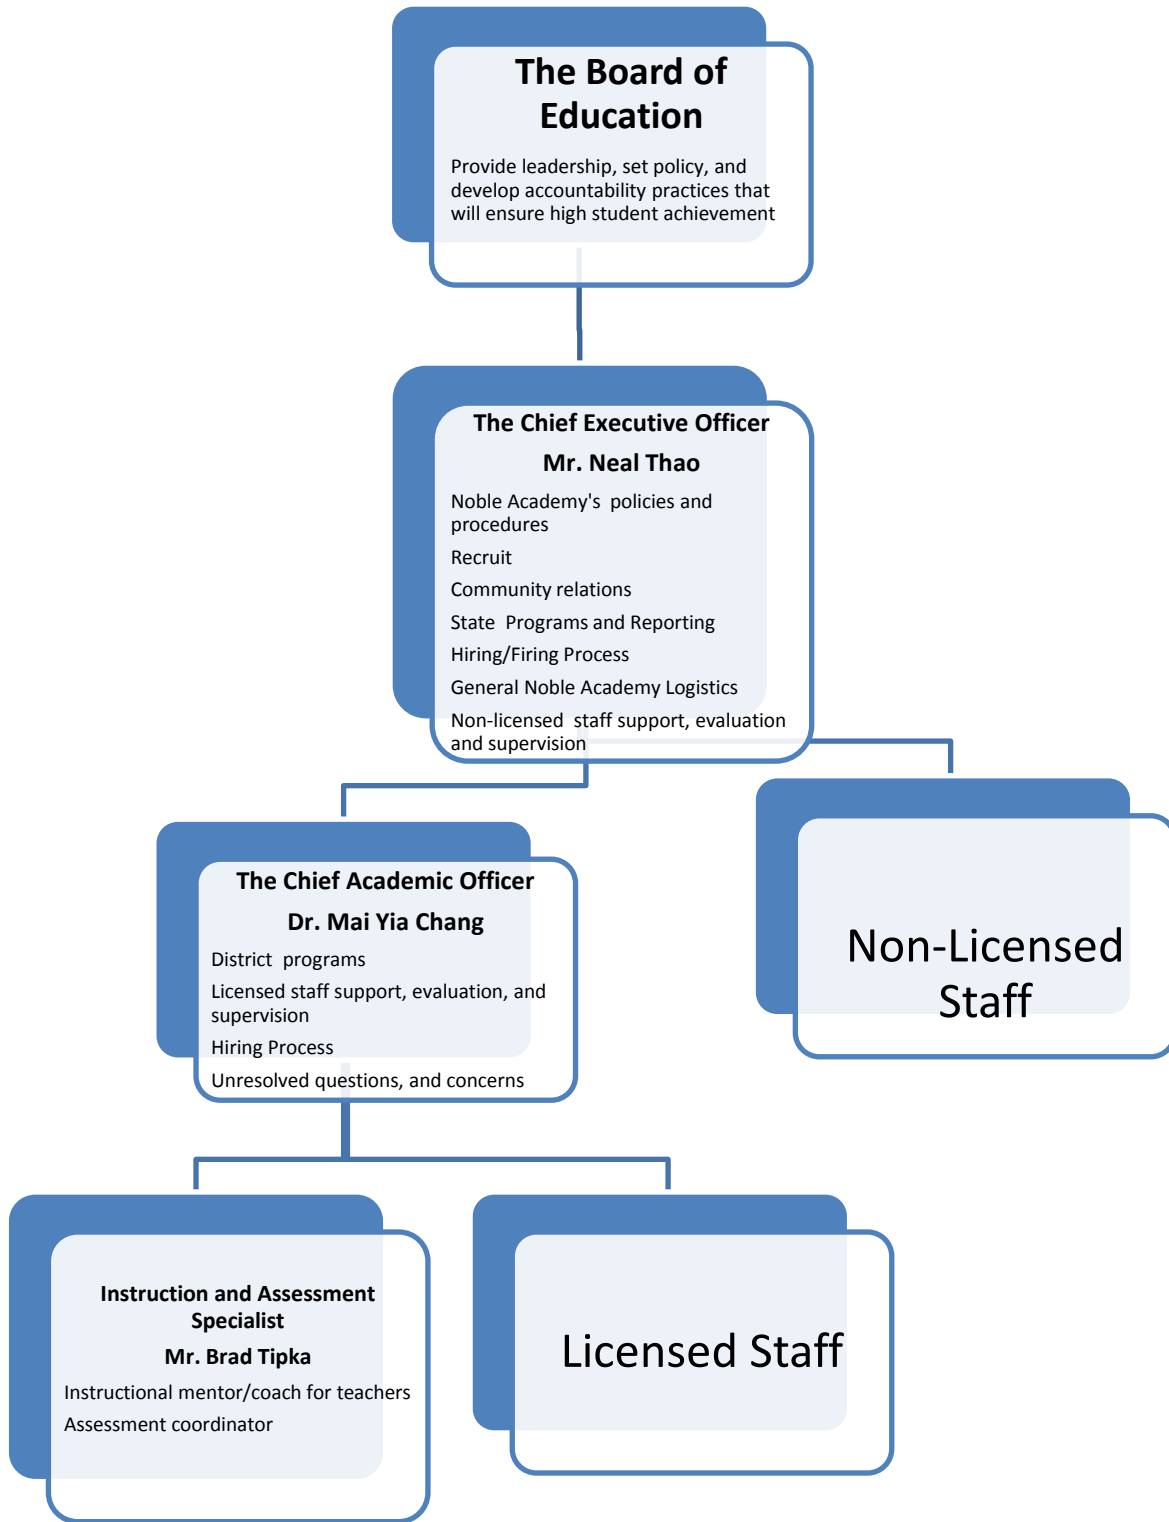 The Board of
Education
Provide leadership, set policy, and
develop accountability practices that
will ensure high student achievement
The Chief Executive Officer
Mr. Neal Thao
Noble Academy's policies and
procedures
Recruit
Community relations
State Programs and Reporting
Hiring/Firing Process
General Noble Academy Logistics
Non-licensed staff support, evaluation
and supervision
The Chief Academic Officer
Dr. Mai Yia Chang
District programs
Licensed staff support, evaluation, and
supervision
Hiring Process
Unresolved questions, and concerns
Non-Licensed
Staff
Instruction and Assessment
Specialist
Mr. Brad Tipka
Instructional mentor/coach for teachers
Assessment coordinator
Licensed Staff